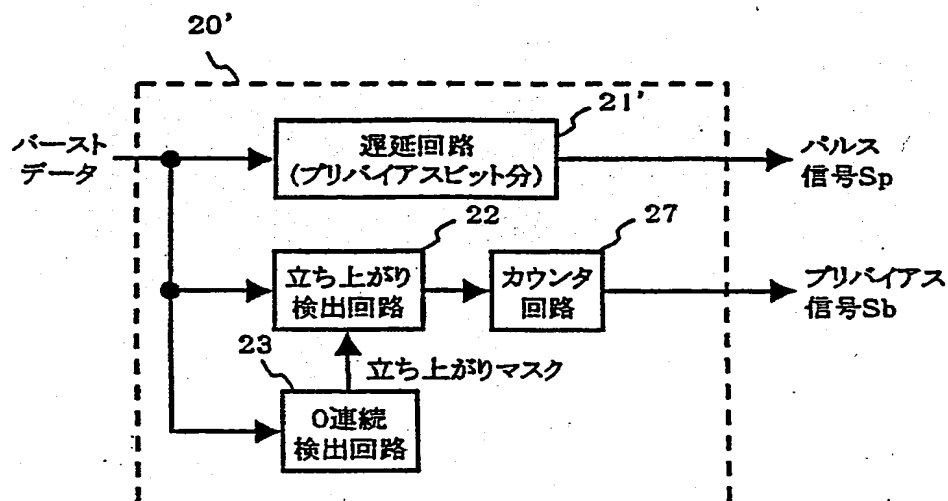 20'
21'
バースト
データ
遅延回路
(プリバイアスビット分)
パルス
信号Sp
22
27
立ち上がり
検出回路
カウンタ
回路
プリバイアス
信号Sb
23
立ち上がりマスク
0連続
検出回路